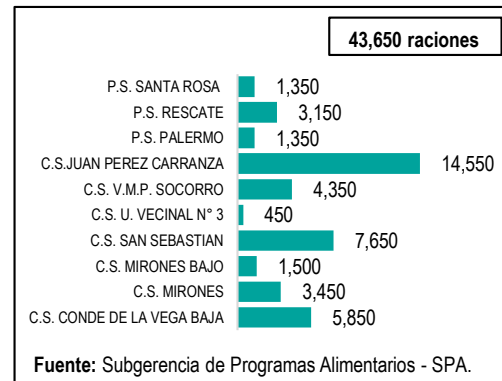 43,650 raciones
P.S. SANTA ROSA 1,350
P.S. RESCATE 3,150
P.S. PALERMO 1,350
C.S.JUAN PEREZ CARRANZA 14,550
C.S. V.M.P. SOCORRO 4,350
C.S. U. VECINAL N° 3 450
C.S. SAN SEBASTIAN 7,650
C.S. MIRONES BAJO 1,500
C.S. MIRONES 3,450
C.S. CONDE DE LA VEGA BAJA 5,850
Fuente: Subgerencia de Programas Alimentarios - SPA.